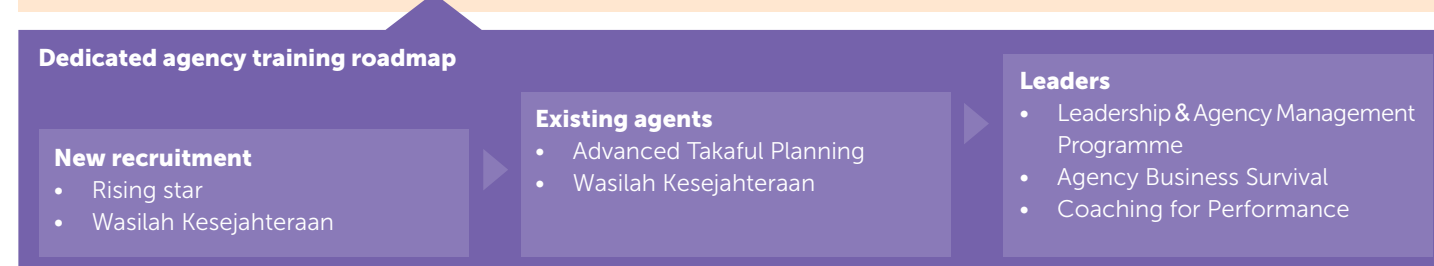 Dedicated agency training roadmap
New recruitment
• Rising star
• Wasilah Kesejahteraan
Existing agents
• Advanced Takaful Planning
• Wasilah Kesejahteraan
Leaders
• Leadership & Agency Management
Programme
• Agency Business Survival
• Coaching for Performance